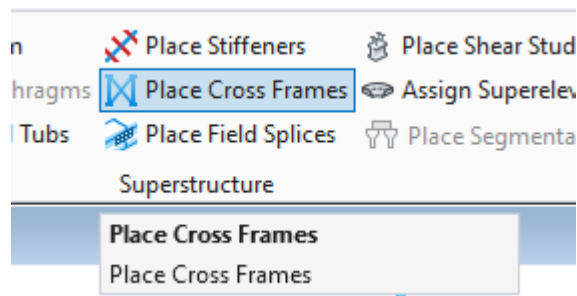 Place Stiffeners Place Shear Stud
hragms Place Cross Frames Assign Superelev
Tubs Place Field Splices Place Segmenta
Superstructure
Place Cross Frames
Place Cross Frames